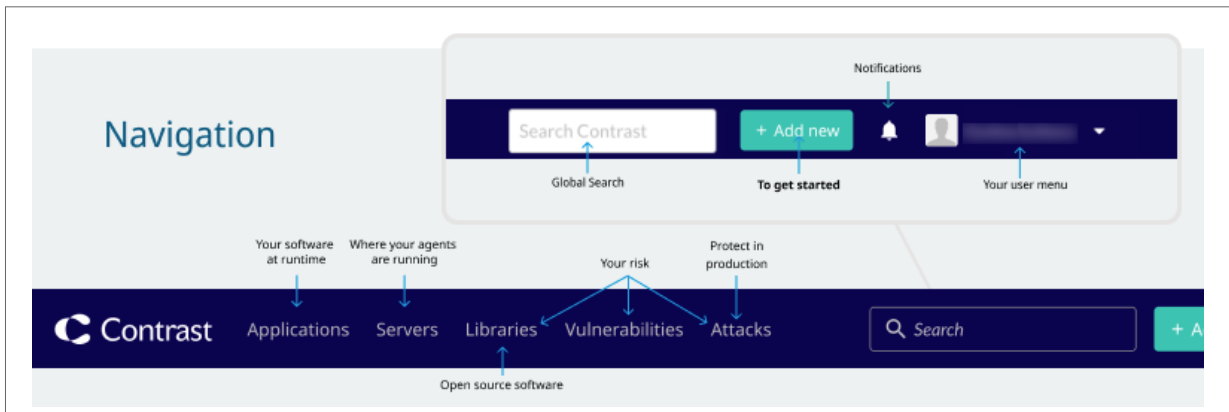 Notifications
Navigation
Search Contrast
+ Add new
Global Search
To get started
Your user menu
Your software
at runtime
Where your agents
are running
Your risk
Protect in
production
Contrast
Applications
Servers
Libraries
Vulnerabilities
Attacks
Search
+ A
Open source software